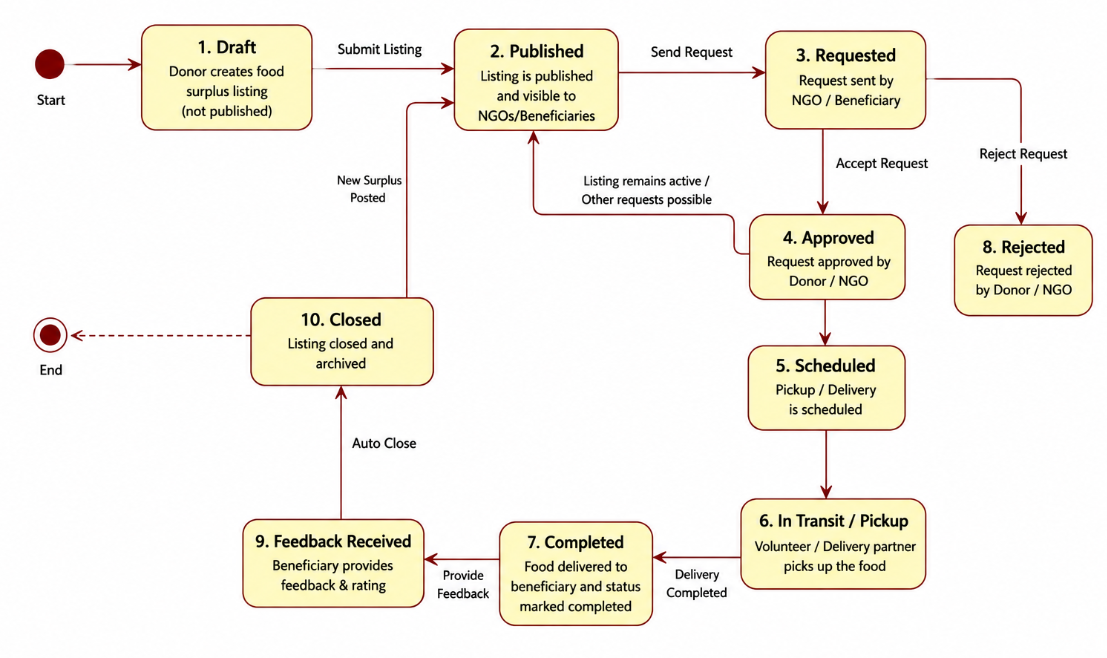 1. Draft
Donor creates food
surplus listing
(not published)
Submit Listing
2. Published
Listing is published
and visible to
NGOs/Beneficiaries
Send Request
3. Requested
Request sent by
NGO / Beneficiary
Start
Accept Request
Reject Request
New Surplus
Posted
Listing remains active /
Other requests possible
4. Approved
Request approved by
Donor / NGO
8. Rejected
Request rejected
by Donor / NGO
10. Closed
Listing closed and
archived
End
5. Scheduled
Pickup / Delivery
is scheduled
Auto Close
6. In Transit / Pickup
Volunteer / Delivery partner
picks up the food
Delivery
Completed
7. Completed
Food delivered to
beneficiary and status
marked completed
Provide
Feedback
9. Feedback Received
Beneficiary provides
feedback & rating